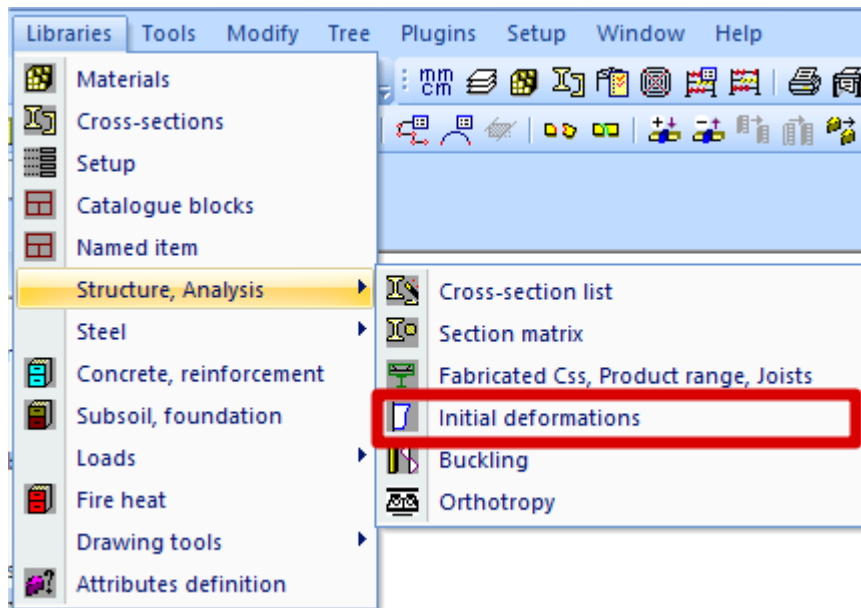 Libraries Tools Modify Tree Plugins Setup Window Help
Materials
Cross-sections
Setup
Catalogue blocks
Named item
Structure, Analysis
Steel
Concrete, reinforcement
Subsoil, foundation
Loads
Fire heat
Drawing tools
Attributes definition
mm
cm
Cross-section list
Section matrix
Fabricated Css, Product range, Joists
Initial deformations
Buckling
Orthotropy